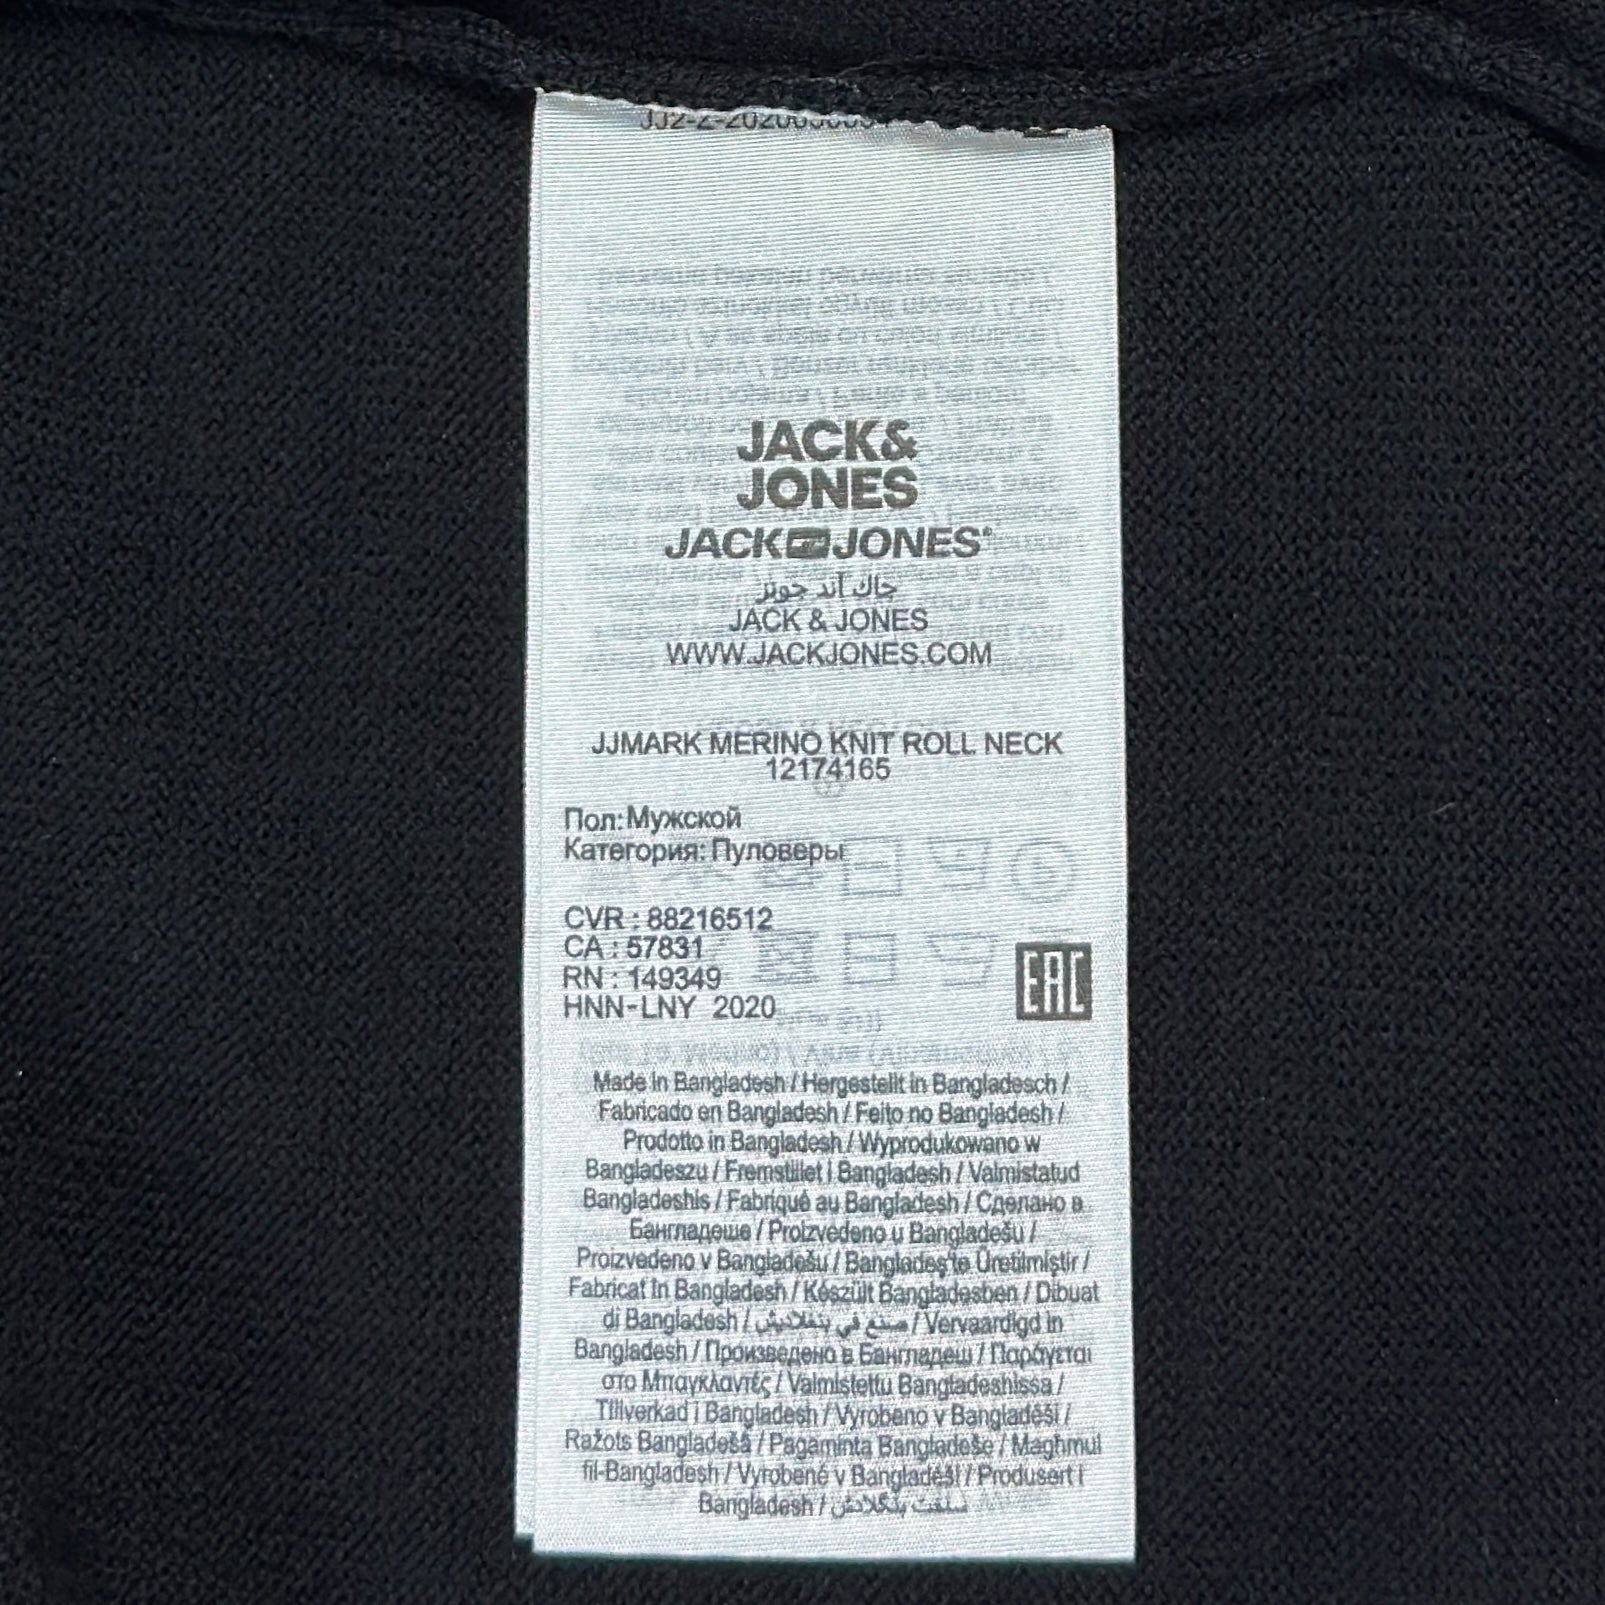 JACK&
JONES
JACK JONES®
جاك آند جونز
JACK & JONES
WWW.JACKJONES.COM
JJMARK MERINO KNIT ROLL NECK
12174165
Пол: Мужской
Категория: Пуловеры
CVR : 88216512
CA : 57831
RN : 149349
HNN-LNY 2020
EAC
Made in Bangladesh / Hergestellt in Bangladesch /
Fabricado en Bangladesh / Feito no Bangladesh /
Prodotto in Bangladesh / Wyprodukowano w
Bangladeszu / Fremstillet i Bangladesh / Valmistatud
Bangladeshis / Fabriqué au Bangladesh / Сделано в
Бангладеше / Proizvedeno u Bangladešu /
Proizvedeno v Bangladešu / Bangladeş'te Üretilmiştir /
Fabricat în Bangladesh / Készült Bangladesben / Dibuat
di Bangladesh / صنع في بنغلاديش / Vervaardigd in
Bangladesh / Произведено в Бангладеш / Παράγεται
στο Μπαγκλαντές / Valmistettu Bangladeshissa /
Tillverkad i Bangladesh / Vyrobeno v Bangladéši /
Ražots Bangladešā / Pagaminta Bangladeše / Magħmul
fil-Bangladesh / Vyrobené v Bangladéši / Produsert i
Bangladesh / ساخت بنگلادش